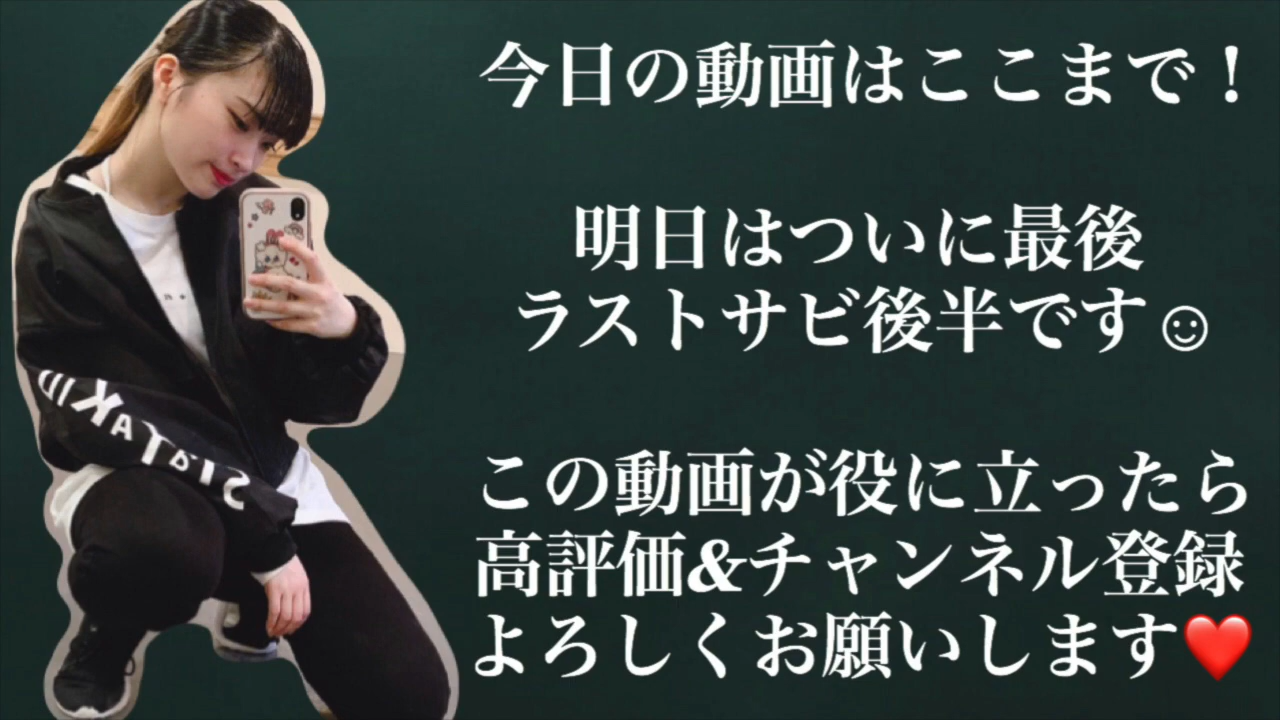 今日の動画はここまで！
明日はついに最後
ラストサビ後半です☺
この動画が役に立ったら
高評価&チャンネル登録
よろしくお願いします❤️